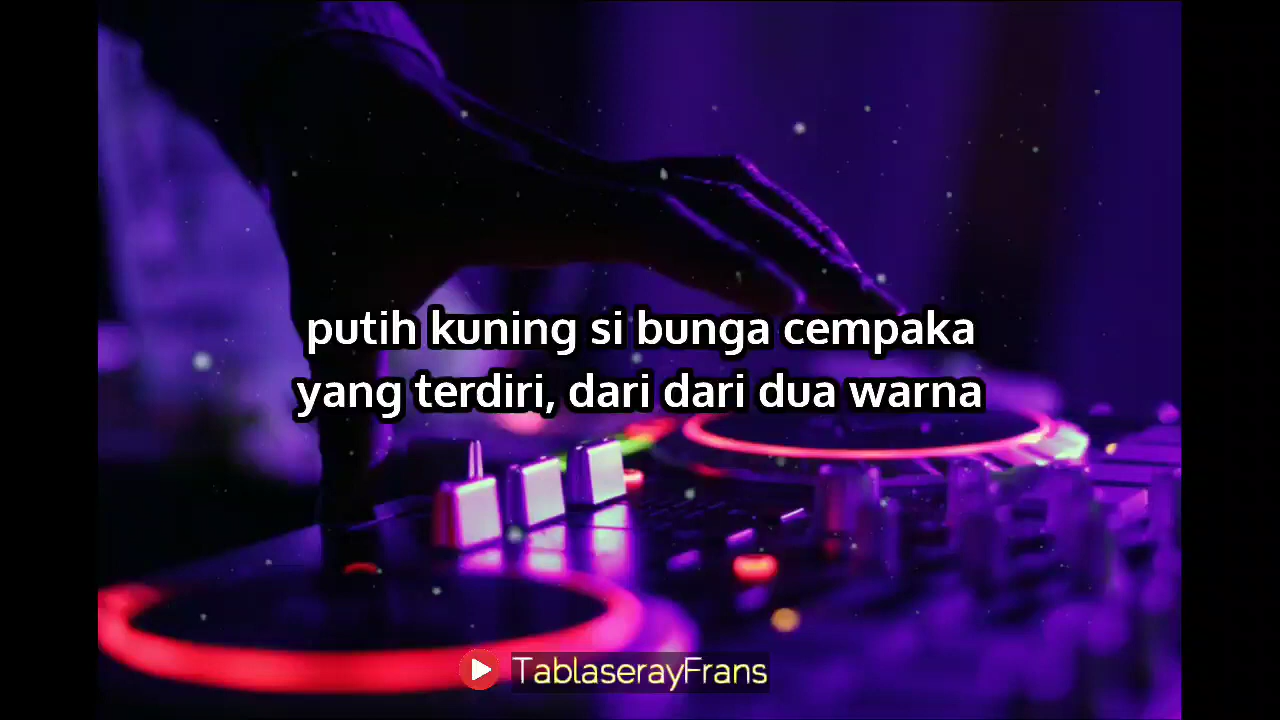 putih kuning si bunga cempaka
yang terdiri, dari dari dua warna
TablaserayFrans